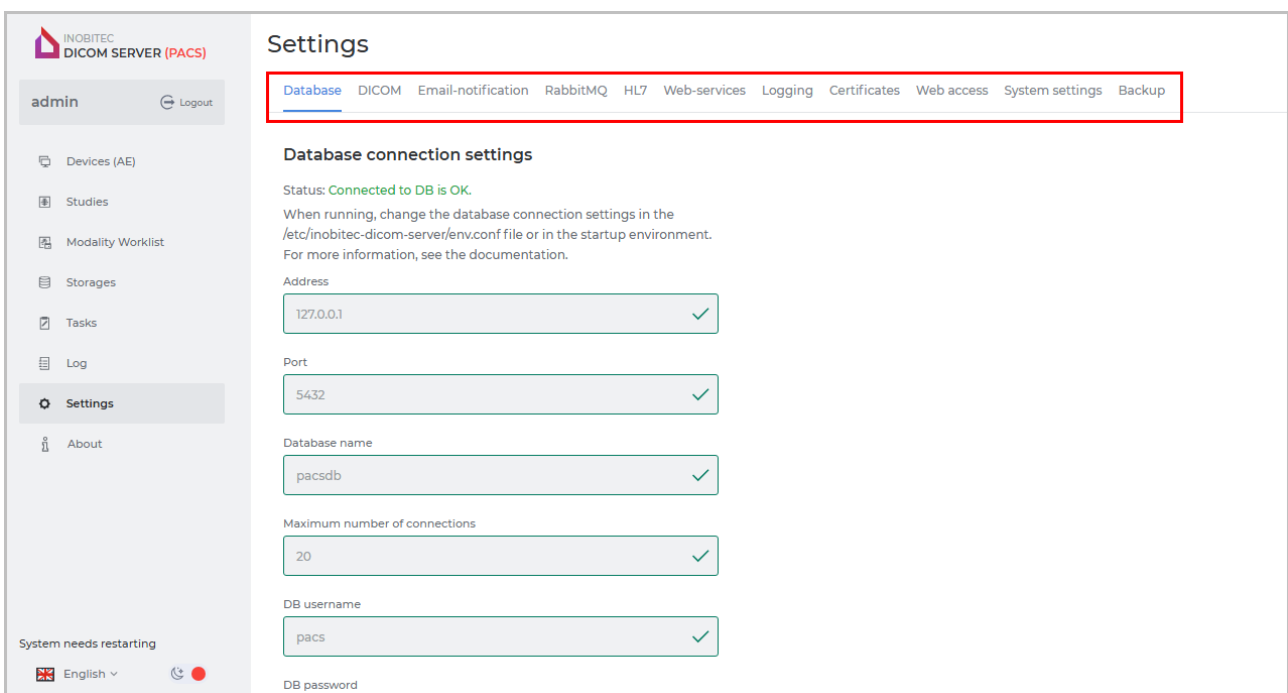 INOBITEC
DICOM SERVER (PACS)
admin
Logout
Devices (AE)
Studies
Modality Worklist
Storages
Tasks
Log
Settings
About
System needs restarting
English
Settings
Database DICOM Email-notification RabbitMQ HL7 Web-services Logging Certificates Web access System settings Backup
Database connection settings
Status: Connected to DB is OK.
When running, change the database connection settings in the
/etc/inobitec-dicom-server/env.conf file or in the startup environment.
For more information, see the documentation.
Address
127.0.0.1
Port
5432
Database name
pacsdb
Maximum number of connections
20
DB username
pacs
DB password